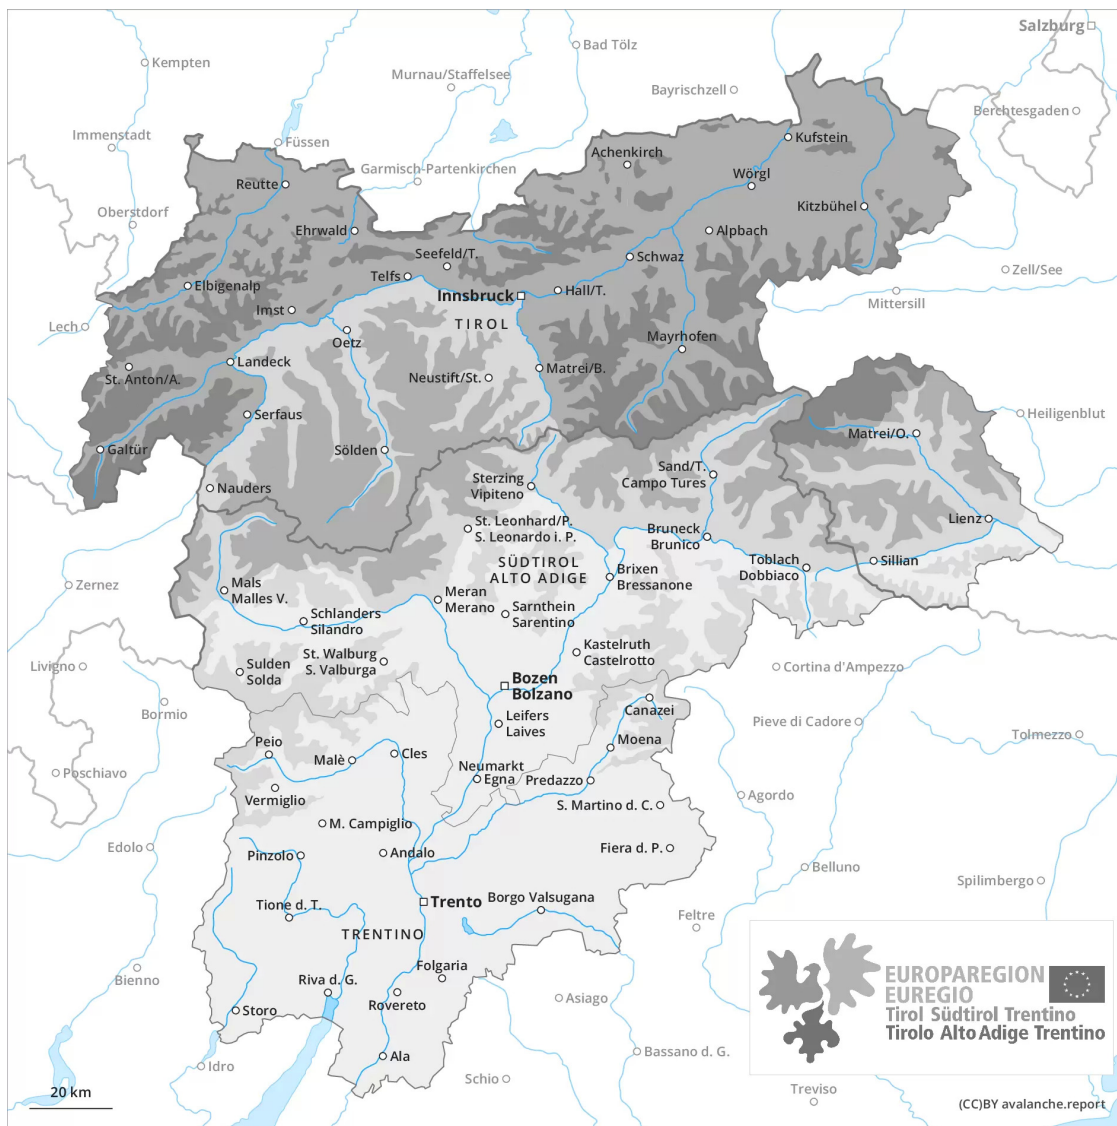 Salzburg
Kempten
Bad Tölz
Murnau/Staffelsee
Bayrischzell
Berchtesgaden
Immenstadt
Füssen
Kufstein
Achenkirch
Garmisch-Partenkirchen
Wörgl
Reutte
Kitzbühel
Oberstdorf
Ehrwald
Alpbach
Seefeld/T.
Schwaz
Zell/See
Telfs
Elbigenalp
Hall/T.
Innsbruck
Mittersill
Imst
TIROL
Lech
Oetz
Mayrhofen
Landeck
Matrei/B.
St. Anton/A.
Neustift/St.
Serfaus
Heiligenblut
Matrei/O.
Galtür
Sölden
Sand/T.
Campo Tures
Sterzing
Vipiteno
Nauders
Lienz
St. Leonhard/P.
S. Leonardo i. P.
Bruneck
Brunico
SÜDTIROL
ALTO ADIGE
Toblach
Dobbiaco
Sillian
Brixen
Bressanone
Zernez
Mals
Malles V.
Meran
Merano
Schlanders
Silandro
Sarnthein
Sarentino
Kastelruth
Castelrotto
St. Walburg
S. Valburga
Livigno
Sulden
Solda
Cortina d'Ampezzo
Bozen
Bolzano
Bormio
Canazei
Leifers
Laives
Pieve di Cadore
Tolmezzo
Peio
Moena
Malè
Cles
Neumarkt
Egna
Poschiavo
Predazzo
Vermiglio
Agordo
S. Martino d. C.
M. Campiglio
Edolo
Fiera d. P.
Pinzolo
Andalo
Belluno
Spilimbergo
Trento
Borgo Valsugana
Tione d. T.
Feltre
TRENTINO
Folgaria
Bienno
Riva d. G.
Rovereto
Asiago
Storo
EUROPAREGION
EUREGIO
Tirol Südtirol Trentino
Tirolo Alto Adige Trentino
Ala
Bassano d. G.
Idro
Schio
20 km
Treviso
(CC)BY avalanche.report